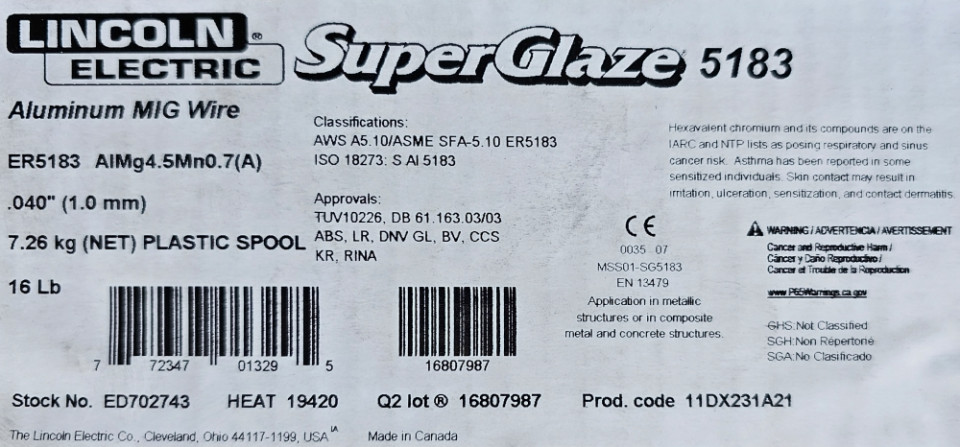 LINCOLN ®
ELECTRIC
SuperGlaze 5183
Aluminum MIG Wire
ER5183 AlMg4.5Mn0.7(A)
.040" (1.0 mm)
7.26 kg (NET) PLASTIC SPOOL
16 Lb
Classifications:
AWS A5.10/ASME SFA-5.10 ER5183
ISO 18273: S Al 5183
Approvals:
TUV10226, DB 61.163.03/03
ABS, LR, DNV GL, BV, CCS
KR, RINA
Hexavalent chromium and its compounds are on the
IARC and NTP lists as posing respiratory and sinus
cancer risk. Asthma has been reported in some
sensitized individuals. Skin contact may result in
irritation, ulceration, sensitization, and contact dermatitis.
CE
0035 07
MSS01-SG5183
EN 13479
Application in metallic
structures or in composite
metal and concrete structures.
WARNING / ADVERTENCIA / AVERTISSEMENT
Cancer and Reproductive Harm /
Cáncer y Daño Reproductivo /
Cancer et Trouble de la Reproduction
www.P65Warnings.ca.gov
GHS:Not Classified
SGH:Non Répertorié
SGA:No Clasificado
7 72347 01329 5
16807987
Stock No. ED702743 HEAT 19420 Q2 lot ® 16807987 Prod. code 11DX231A21
The Lincoln Electric Co., Cleveland, Ohio 44117-1199, USA IA Made in Canada